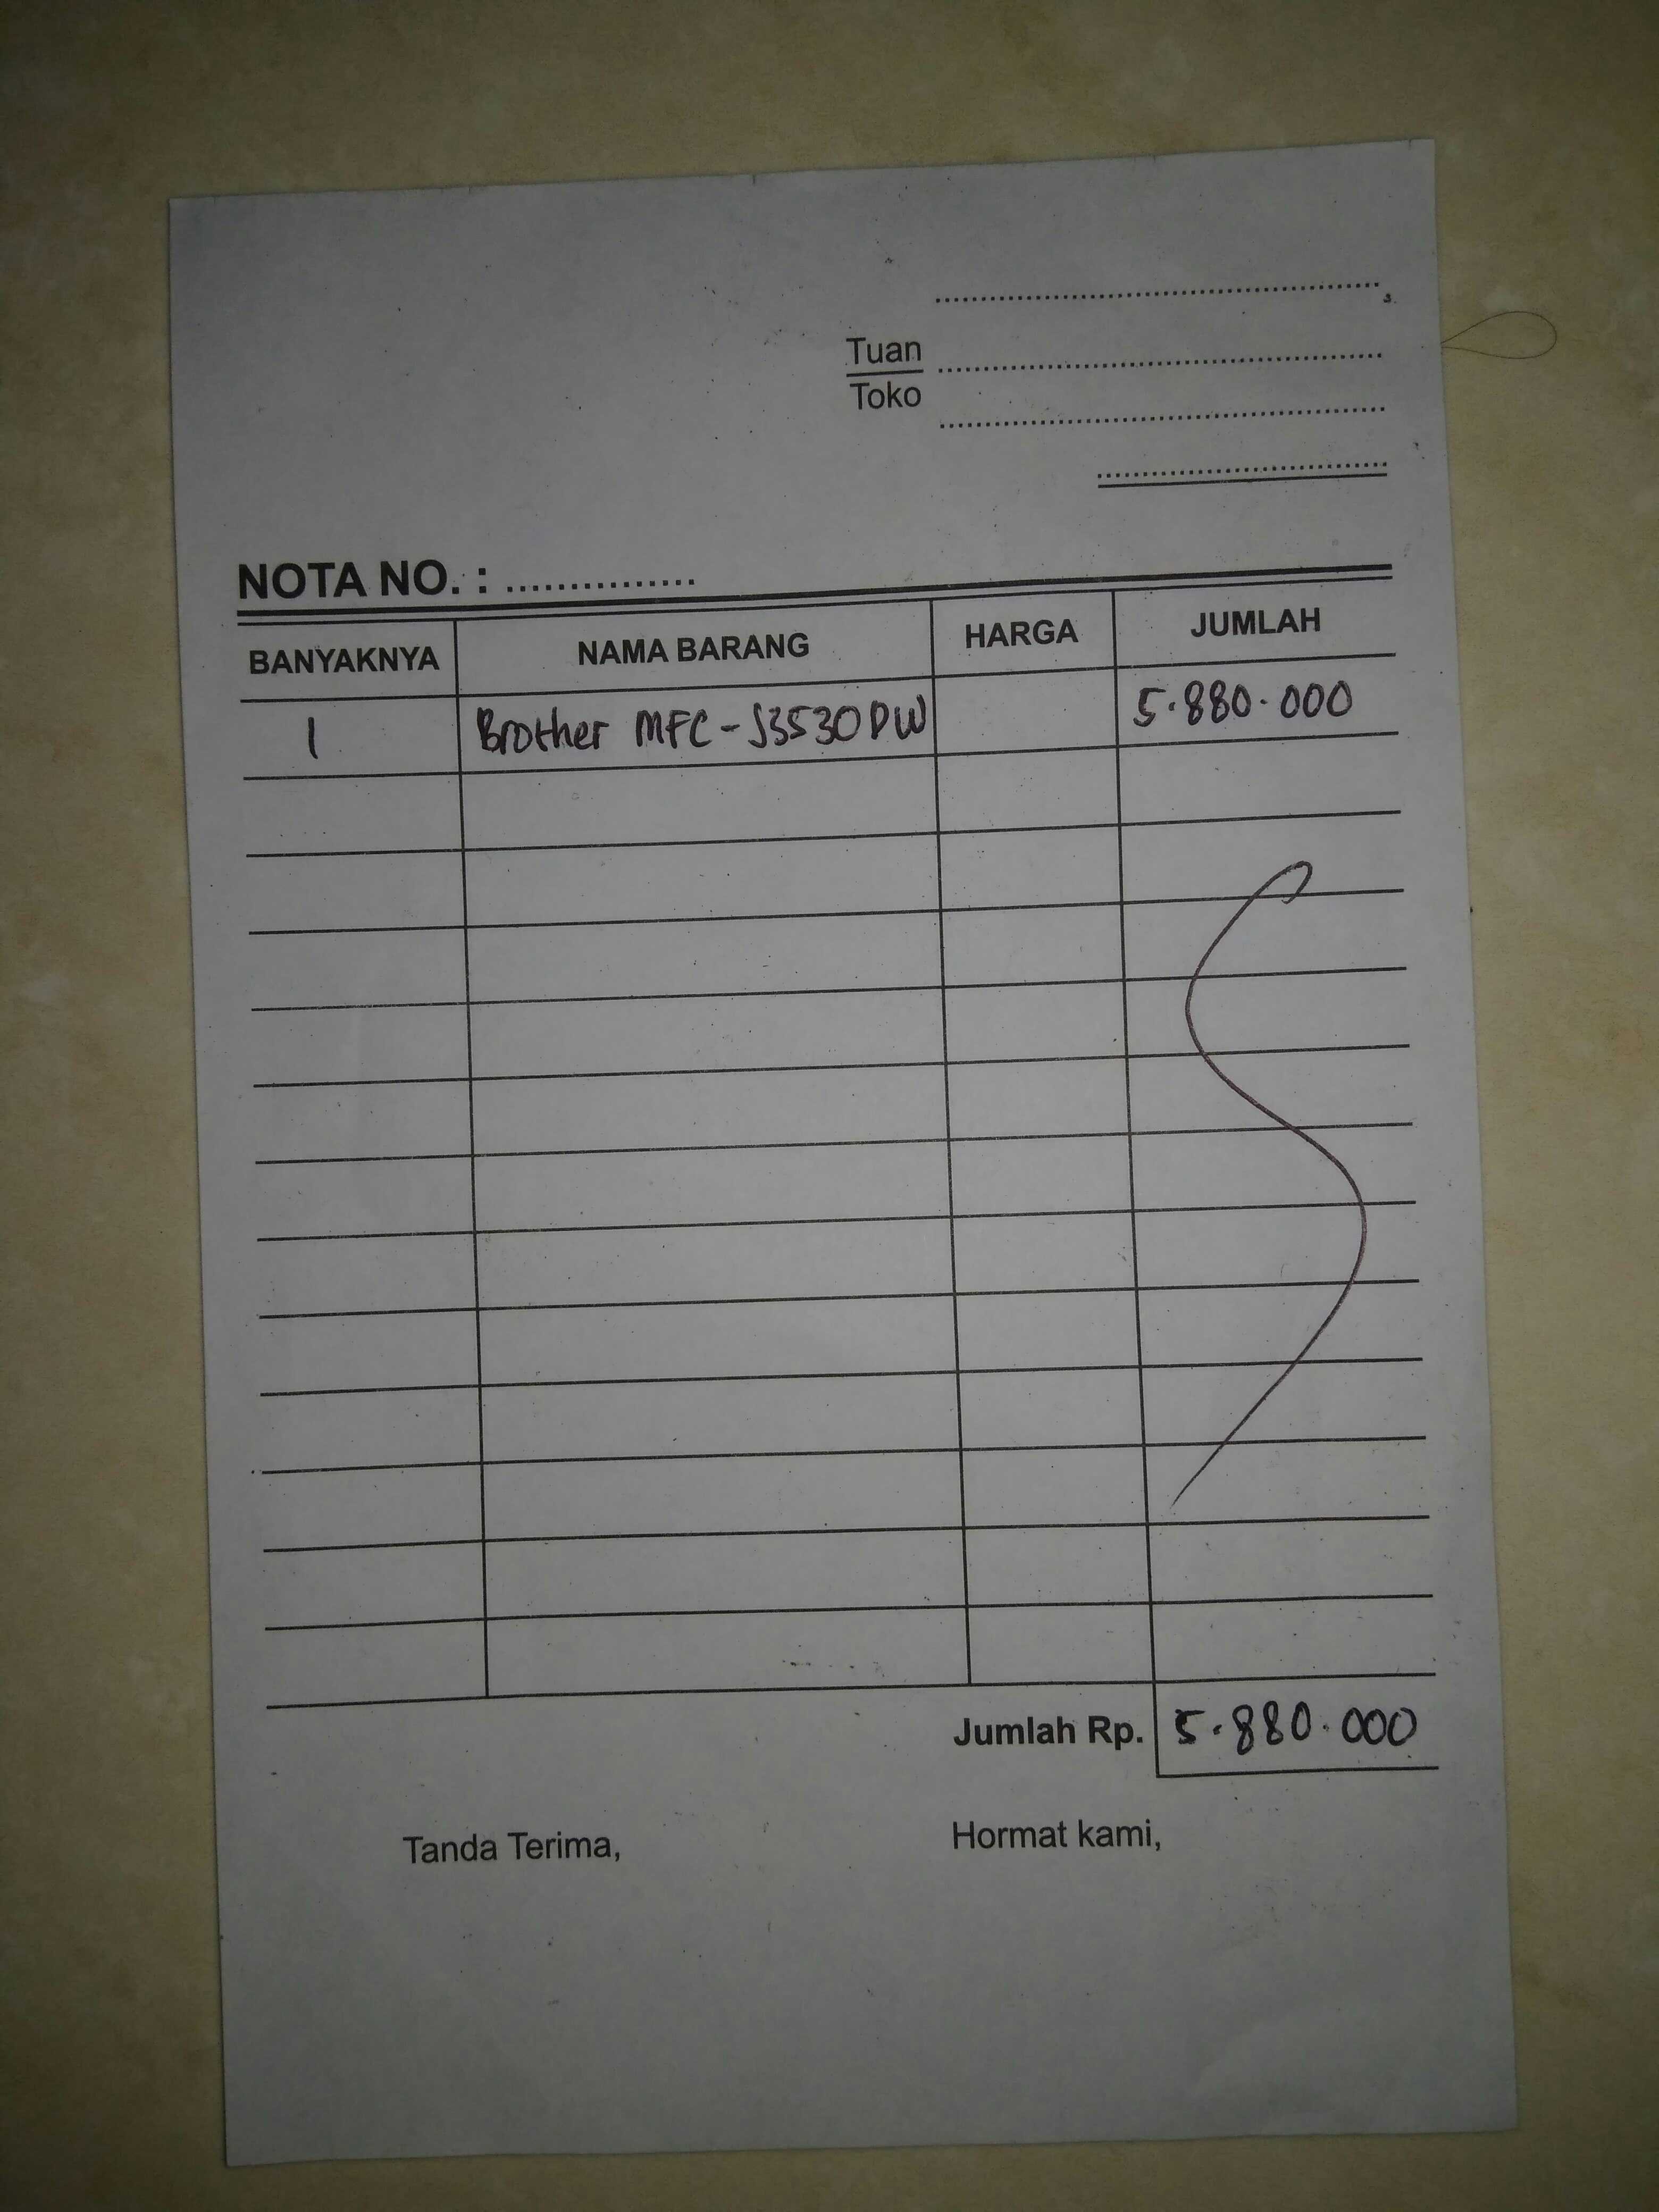 ..........................................,
Tuan ..........................................
Toko
..........................................
..............................
NOTA NO. : ...............
BANYAKNYA NAMA BARANG HARGA JUMLAH
1 Brother MFC-J3530DW 5.880.000
Jumlah Rp. 5.880.000
Tanda Terima, Hormat kami,